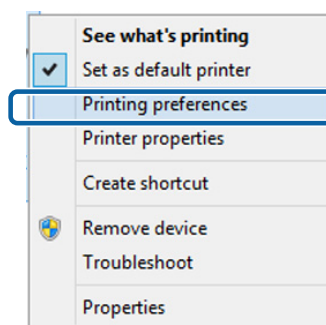 See what's printing
Set as default printer
Printing preferences
Printer properties
Create shortcut
Remove device
Troubleshoot
Properties